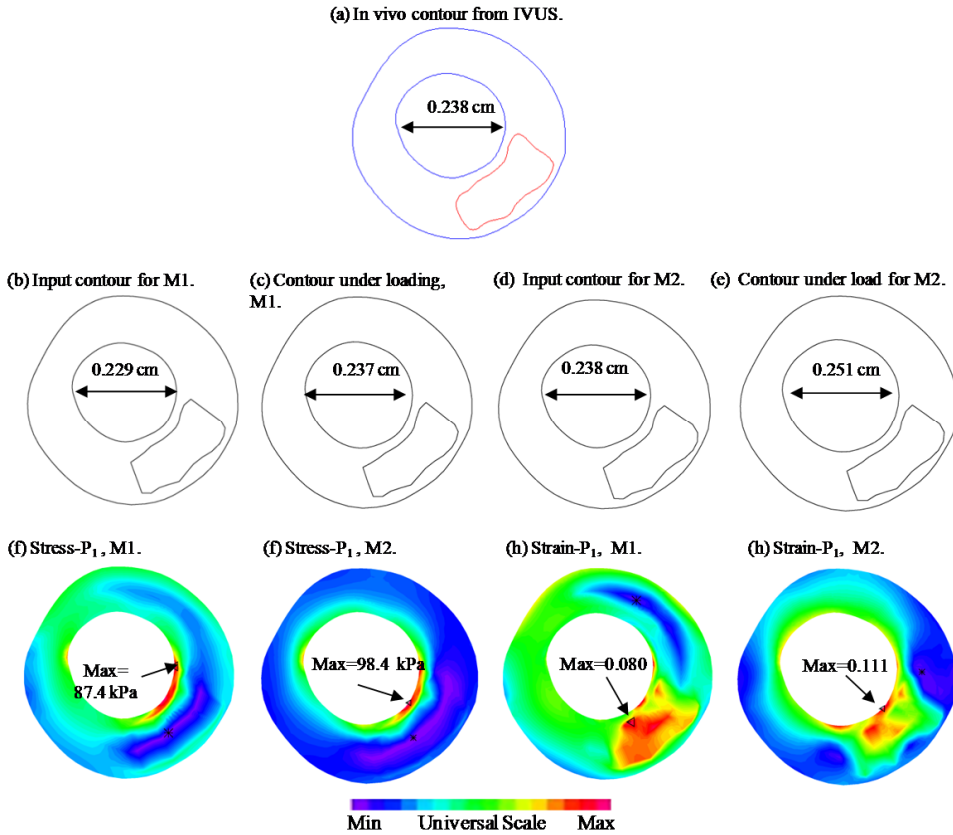 (a) In vivo contour from IVUS.
0.238 cm
(b) Input contour for M1.
(c) Contour under loading,
M1.
(d) Input contour for M2.
(e) Contour under load for M2.
0.229 cm
0.237 cm
0.238 cm
0.251 cm
(f) Stress-P₁, M1.
(f) Stress-P₁, M2.
(h) Strain-P₁, M1.
(h) Strain-P₁, M2.
Max=
87.4 kPa
Max=98.4 kPa
Max=0.080
Max=0.111
Min Universal Scale Max